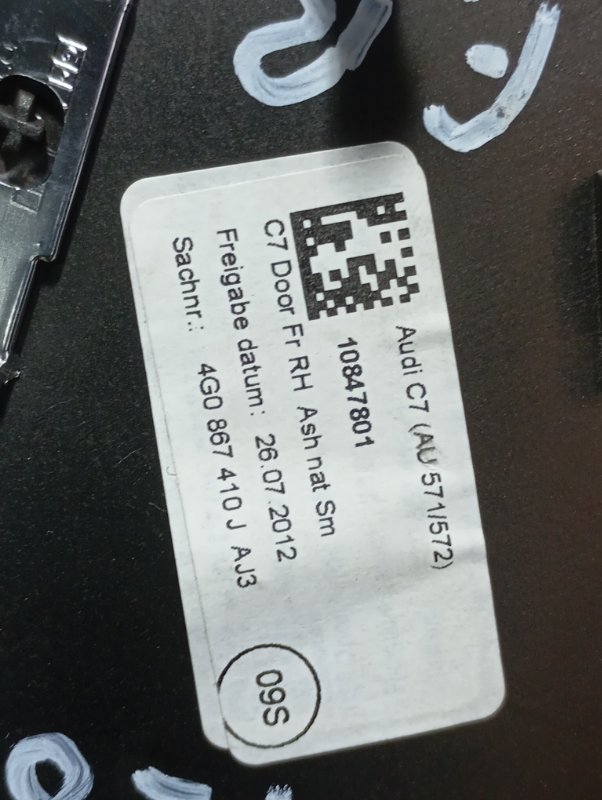 Audi C7 (AU 571/572)
10847801
C7 Door Fr RH Ash nat Sm
Freigabe datum: 26.07.2012
Sachnr.: 4G0 867 410 J AJ3
09S